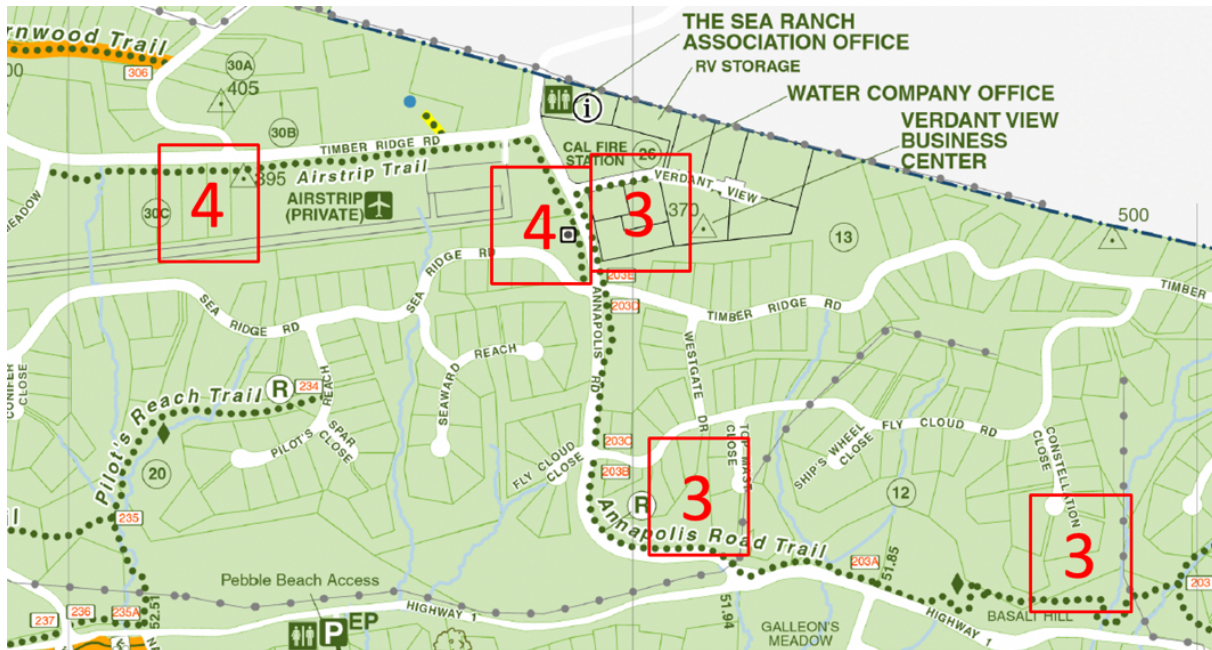 rnwood Trail
306
00
30A
405
30B
THE SEA RANCH
ASSOCIATION OFFICE
RV STORAGE
WATER COMPANY OFFICE
VERDANT VIEW
BUSINESS
CENTER
i
CAL FIRE
STATION
26
TIMBER RIDGE RD
Airstrip Trail
395
30C
4
AIRSTRIP
(PRIVATE)
4
3
VERDANT VIEW
370
13
500
MEADOW
SEA RIDGE RD
SEA RIDGE RD
203E
203D
ANNAPOLIS RD
TIMBER RIDGE RD
TIMBER
WESTGATE DR
CONIFER
CLOSE
SEAWARD REACH
Pilot's Reach Trail
R
234
REACH
PILOT'S
SPAR
CLOSE
20
FLY CLOUD
CLOSE
203C
203B
R
3
TOP MAST
CLOSE
SHIP'S WHEEL
CLOSE
FLY CLOUD RD
CONSTELLATION
CLOSE
12
3
Annapolis Road Trail
203A
51.85
203
il
235
235A
236
237
52.51
Pebble Beach Access
HIGHWAY 1
P
EP
51.94
GALLEON'S
MEADOW
BASALT HILL
HIGHWAY 1